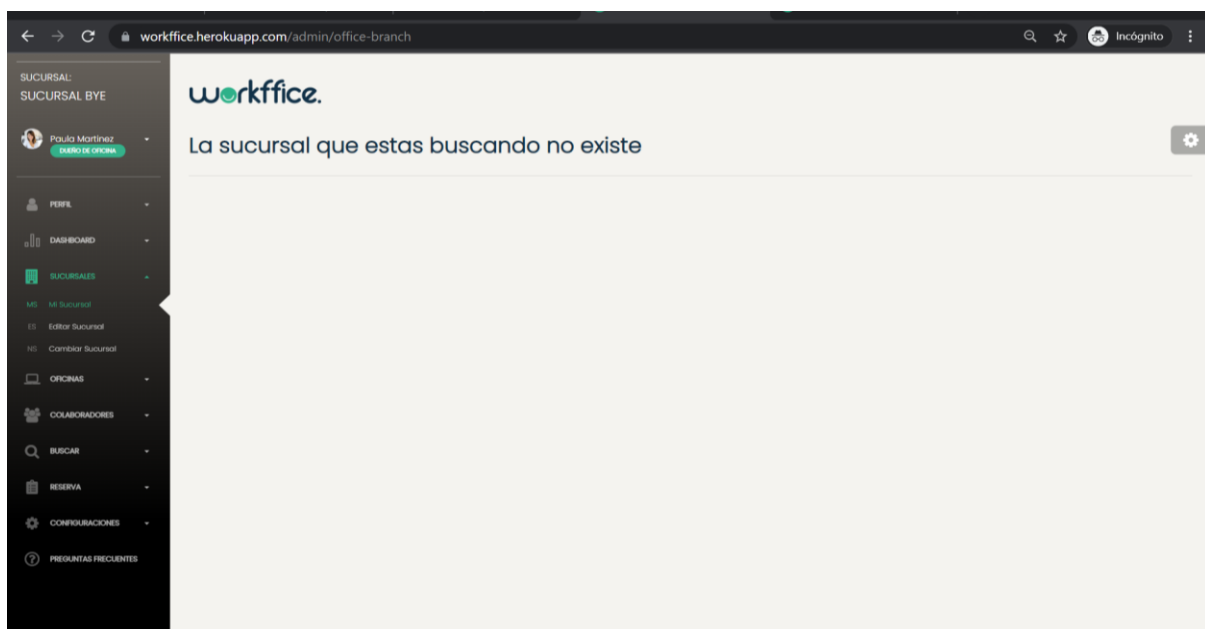 workffice.herokuapp.com/admin/office-branch
Incógnito
SUCURSAL:
SUCURSAL BYE
Paula Martinez
DUEÑO DE OFICINA
workffice.
La sucursal que estas buscando no existe
PERFIL
DASHBOARD
SUCURSALES
MS Mi Sucursal
ES Editar Sucursal
NS Cambiar Sucursal
OFICINAS
COLABORADORES
BUSCAR
RESERVA
CONFIGURACIONES
PREGUNTAS FRECUENTES